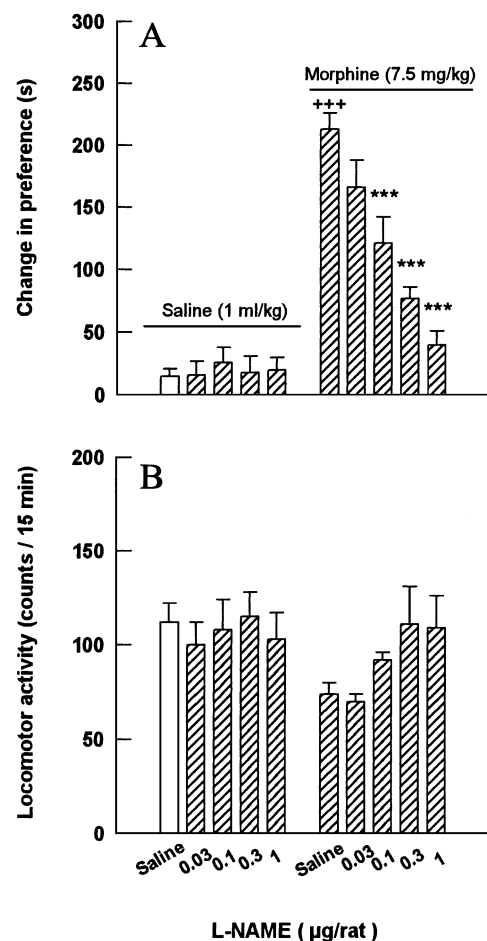 300
A
Morphine (7.5 mg/kg)
+++
250
200
***
150
***
100
Saline (1 ml/kg)
***
50
0
Change in preference (s)
200
B
150
100
50
0
Locomotor activity (counts / 15 min)
Saline 0.03 0.1 0.3 1 Saline 0.03 0.1 0.3 1
L-NAME ( µg/rat )